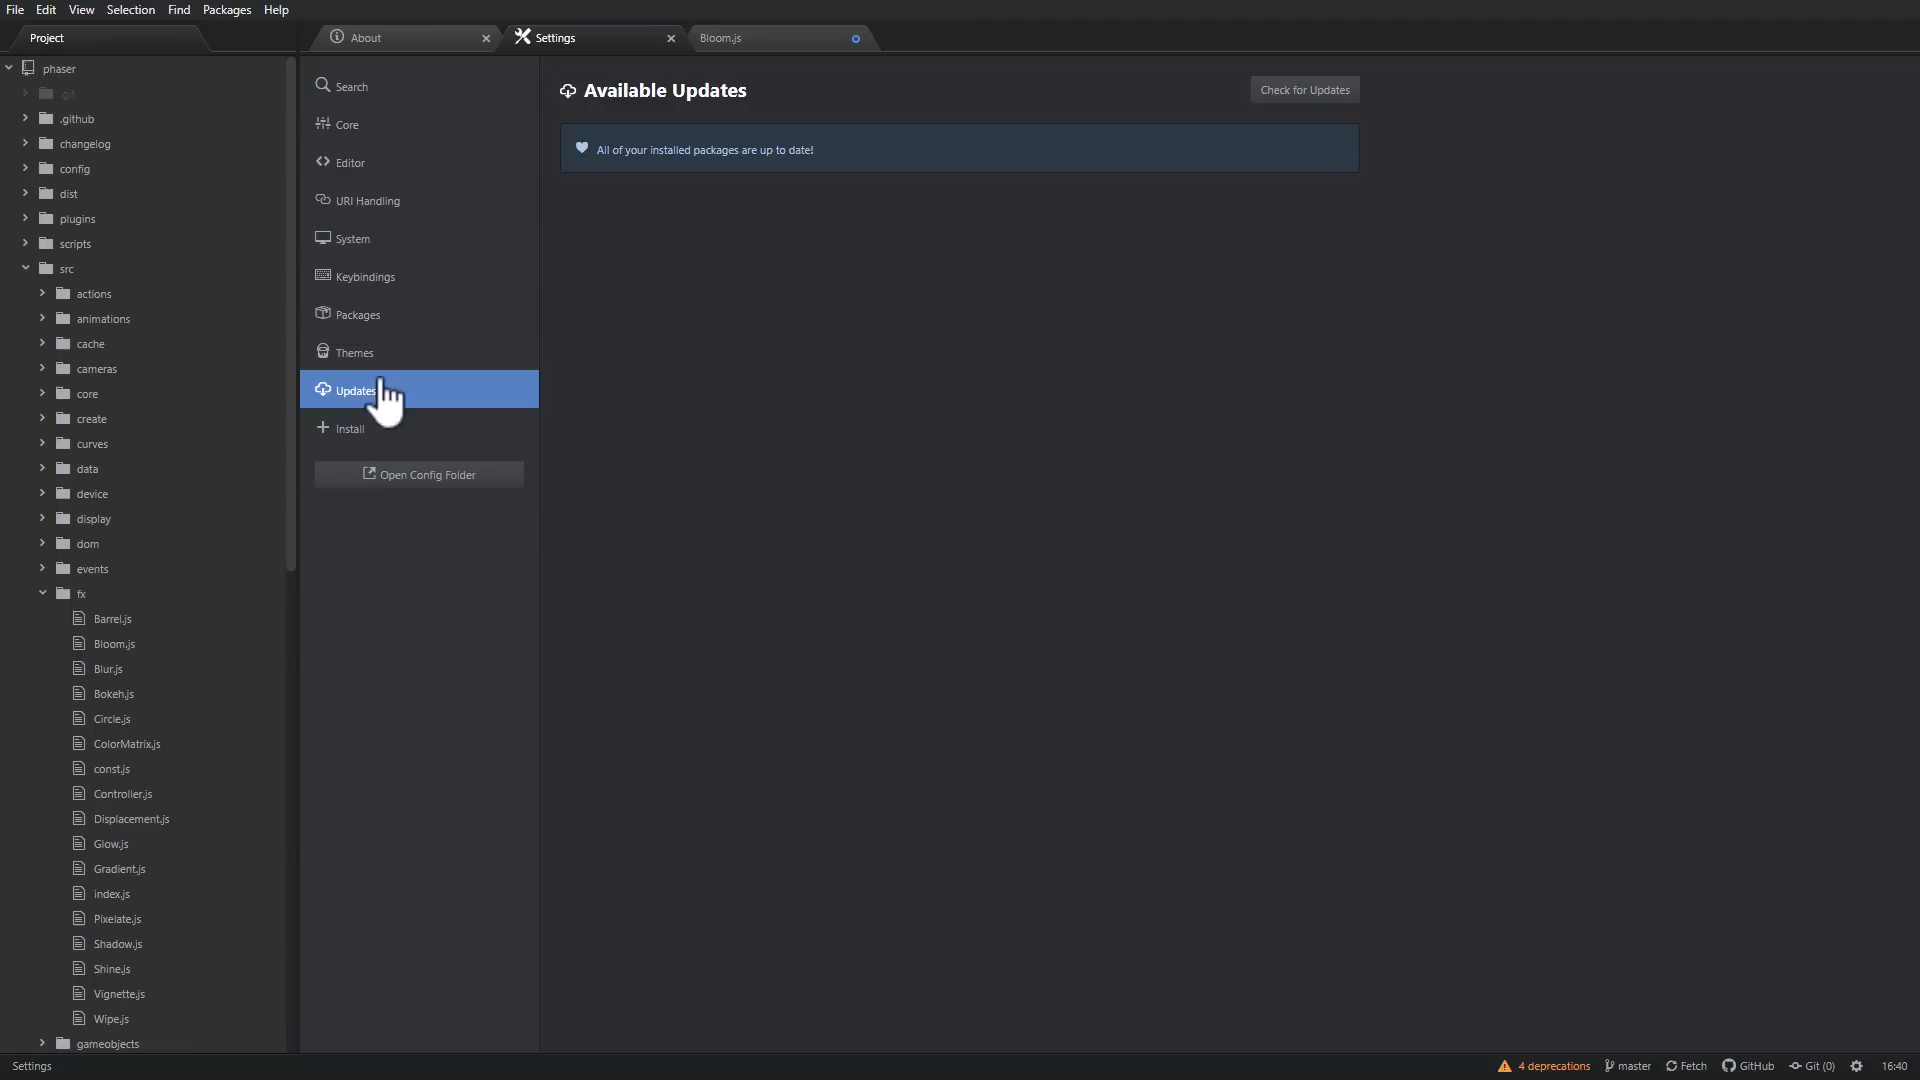 File Edit View Selection Find Packages Help
Project
About
Settings
Bloom.js
phaser
.git
.github
changelog
config
dist
plugins
scripts
src
actions
animations
cache
cameras
core
create
curves
data
device
display
dom
events
fx
Barrel.js
Bloom.js
Blur.js
Bokeh.js
Circle.js
ColorMatrix.js
const.js
Controller.js
Displacement.js
Glow.js
Gradient.js
index.js
Pixelate.js
Shadow.js
Shine.js
Vignette.js
Wipe.js
gameobjects
Search
Core
Editor
URI Handling
System
Keybindings
Packages
Themes
Updates
Install
Open Config Folder
Available Updates
Check for Updates
All of your installed packages are up to date!
Settings
4 deprecations master Fetch GitHub Git (0) 16:40